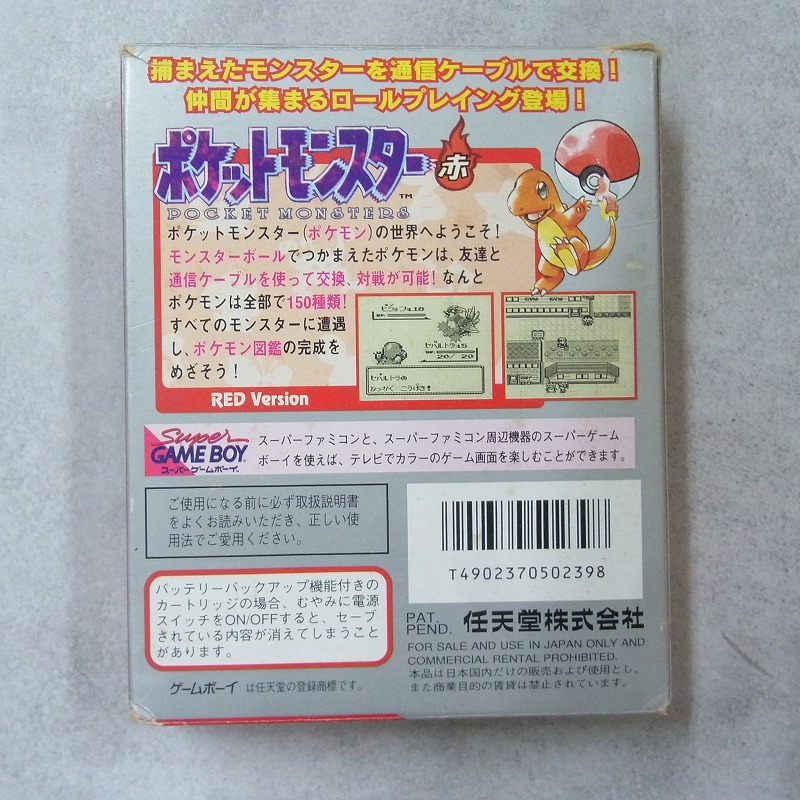 捕まえたモンスターを通信ケーブルで交換！
仲間が集まるロールプレイング登場！
ポケットモンスター 赤
TM
POCKET MONSTERS
ポケットモンスター(ポケモン)の世界へようこそ！
モンスターボールでつかまえたポケモンは、友達と
通信ケーブルを使って交換、対戦が可能！なんと
ポケモンは全部で150種類！
すべてのモンスターに遭遇
し、ポケモン図鑑の完成を
めざそう！
20/20
ゼバルトラの
GYM
GYM
RED Version
Super
GAME BOY
スーパーゲームボーイ
スーパーファミコンと、スーパーファミコン周辺機器のスーパーゲーム
ボーイを使えば、テレビでカラーのゲーム画面を楽しむことができます。
ご使用になる前に必ず取扱説明書
をよくお読みいただき、正しい使
用法でご愛用ください。
T4902370502398
バッテリーバックアップ機能付きの
カートリッジの場合、むやみに電源
スイッチをON/OFFすると、セーブ
されている内容が消えてしまうこと
があります。
PAT.
PEND.
任天堂株式会社
FOR SALE AND USE IN JAPAN ONLY AND
COMMERCIAL RENTAL PROHIBITED.
本品は日本国内だけの販売および使用とし、
また商業目的の賃貸は禁止されています。
ゲームボーイ は任天堂の登録商標です。